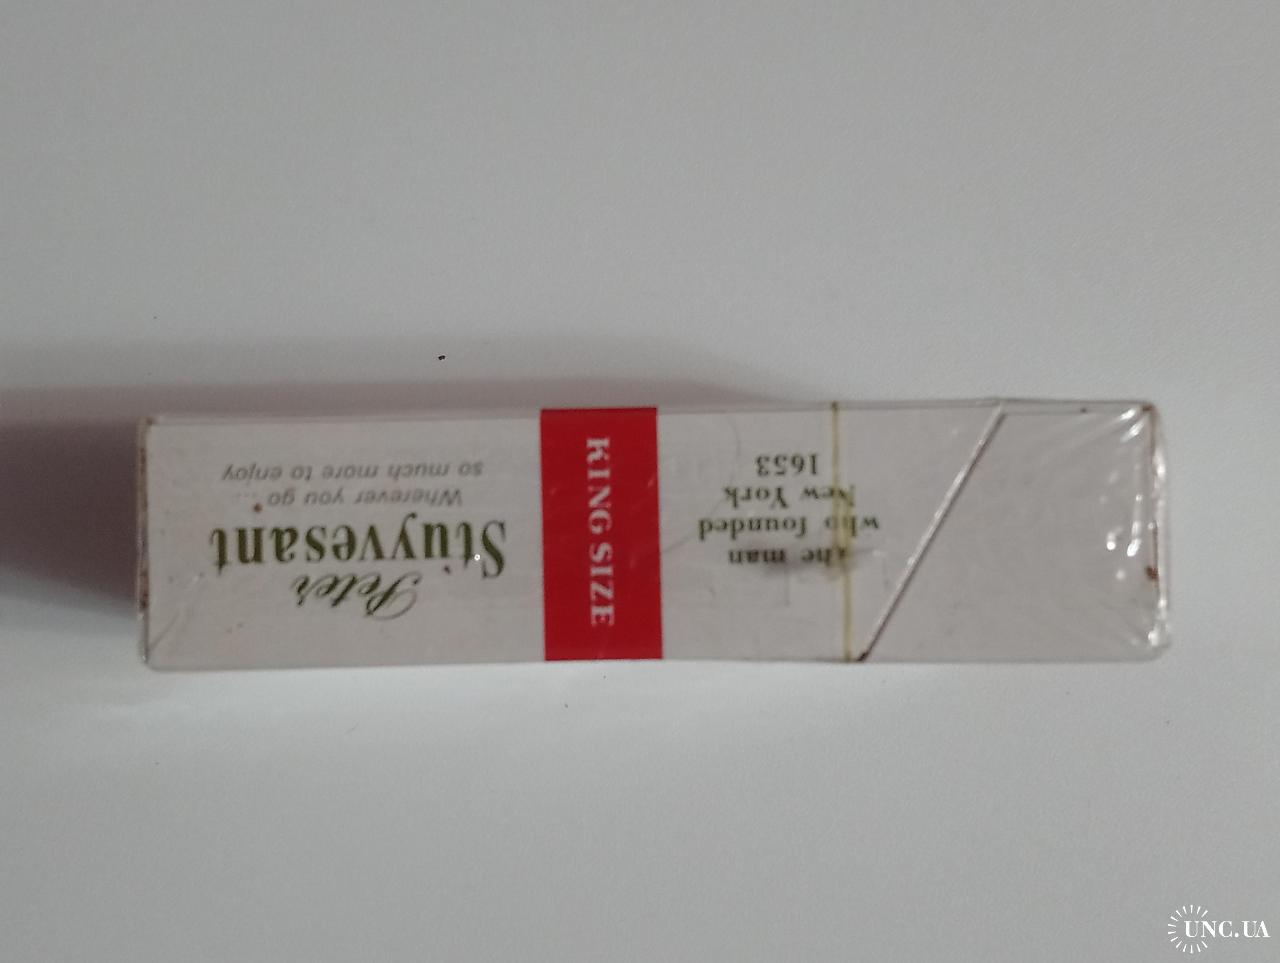 Peter
Stuyvesant
Wherever you go ...
so much more to enjoy
KING SIZE
The man
who founded
New York
1653
UNC.UA